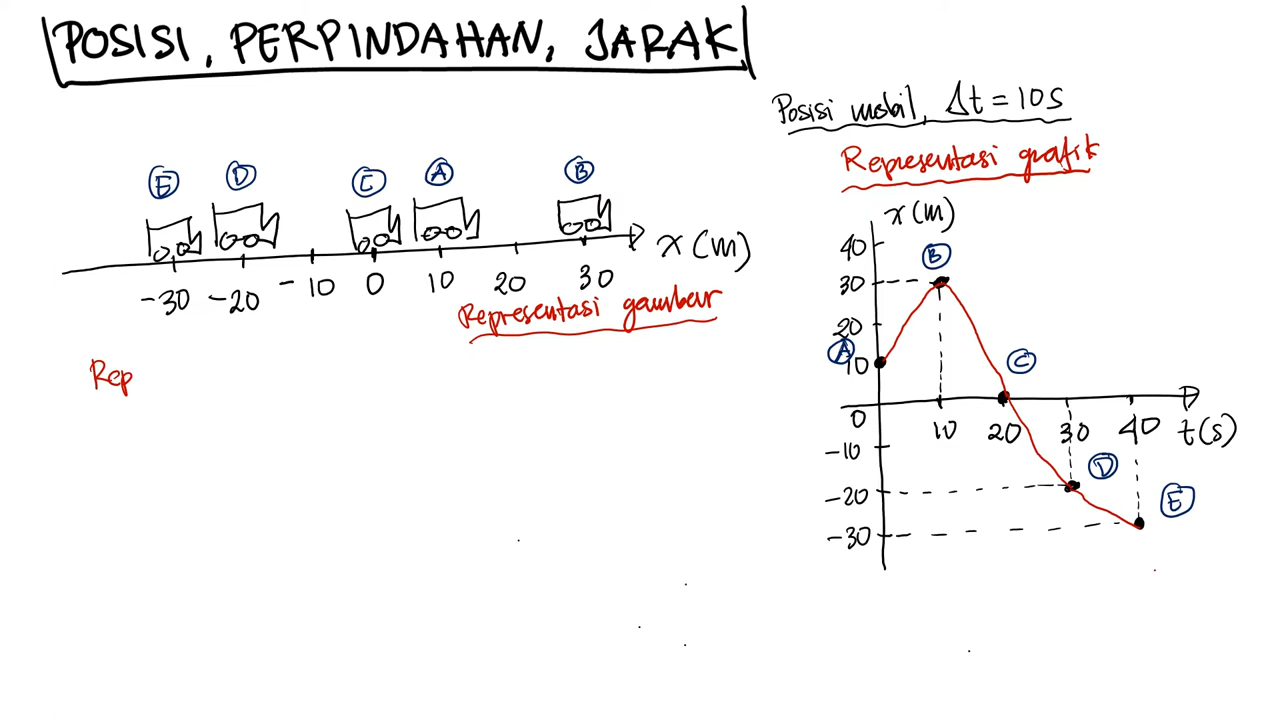 POSISI, PERPINDAHAN, JARAK
Posisi mobil, Δt = 10 s
Representasi grafik
E D C A B
x (m)
-30 -20 -10 0 10 20 30
Representasi gambar
Rep
x (m)
40
B
30
20
A
10
C
0 10 20 30 40 t (s)
-10
D
-20
E
-30